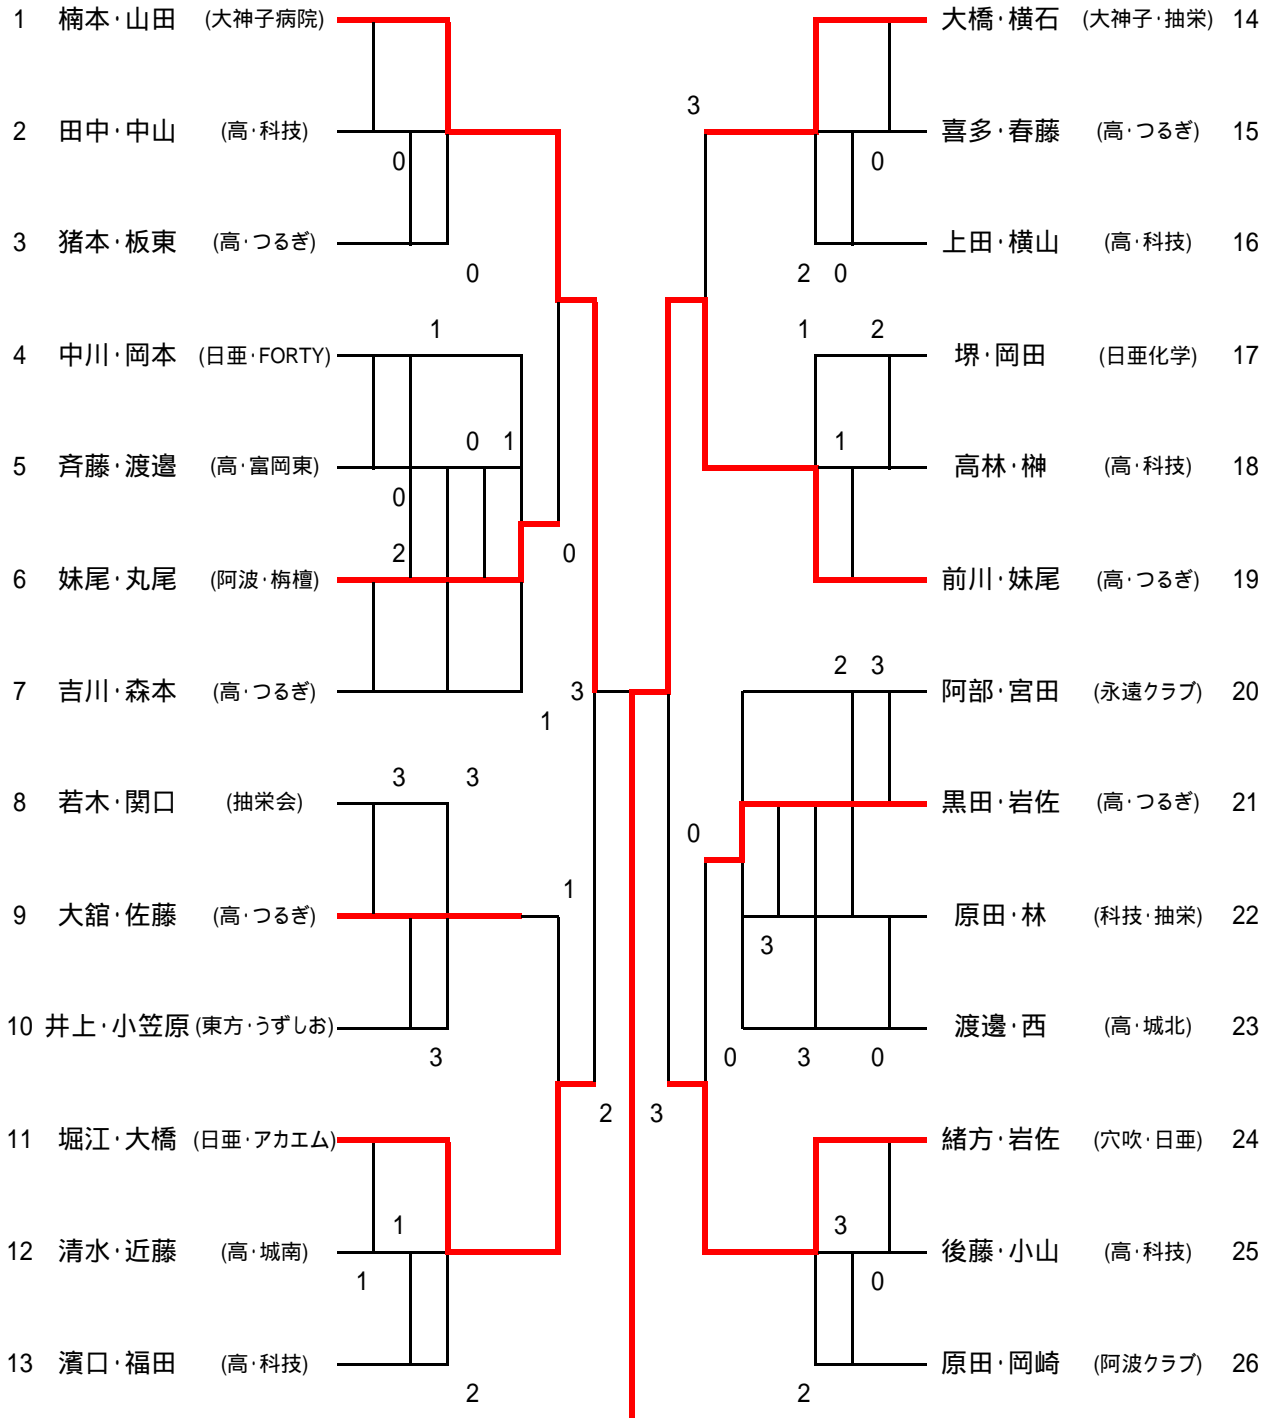 1 楠本･山田 (大神子病院)
2 田中･中山 (高･科技)
0
3 猪本･板東 (高･つるぎ)
0
1
4 中川･岡本 (日亜･FORTY)
0 1
5 斉藤･渡邉 (高･富岡東)
0
2 0
6 妹尾･丸尾 (阿波･栴檀)
7 吉川･森本 (高･つるぎ)
3
1
3 3
8 若木･関口 (抽栄会)
1
9 大舘･佐藤 (高･つるぎ)
10 井上･小笠原 (東方･うずしお)
3
2
11 堀江･大橋 (日亜･アカエム)
1
12 清水･近藤 (高･城南)
1
13 濱口･福田 (高･科技)
2
大橋･横石 (大神子･抽栄) 14
3
喜多･春藤 (高･つるぎ) 15
0
上田･横山 (高･科技) 16
2 0
1 2
堺･岡田 (日亜化学) 17
1
高林･榊 (高･科技) 18
前川･妹尾 (高･つるぎ) 19
2 3
阿部･宮田 (永遠クラブ) 20
黒田･岩佐 (高･つるぎ) 21
0
原田･林 (科技･抽栄) 22
3
渡邊･西 (高･城北) 23
0 3 0
3
緒方･岩佐 (穴吹･日亜) 24
3
後藤･小山 (高･科技) 25
0
原田･岡崎 (阿波クラブ) 26
2